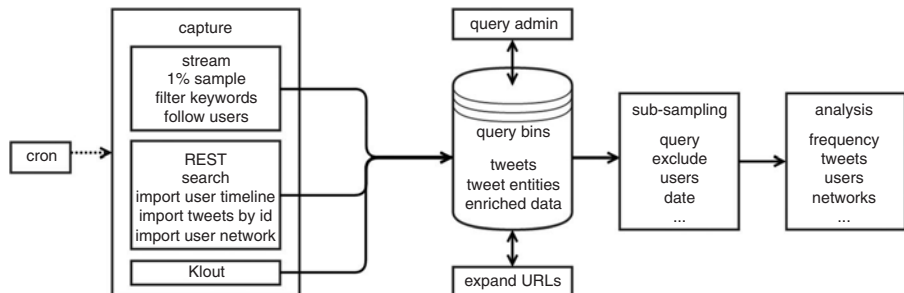 cron
capture
stream
1% sample
filter keywords
follow users
REST
search
import user timeline
import tweets by id
import user network
Klout
query admin
query bins
tweets
tweet entities
enriched data
expand URLs
sub-sampling
query
exclude
users
date
...
analysis
frequency
tweets
users
networks
...